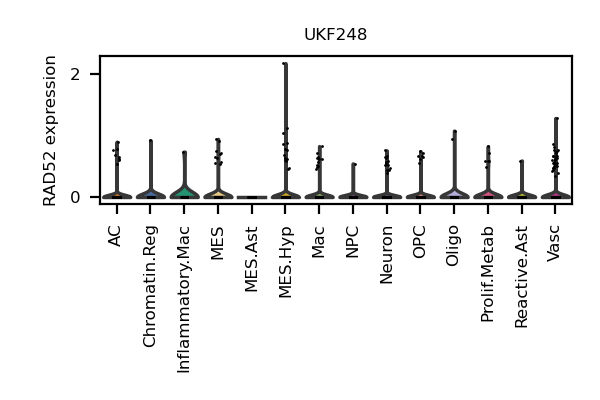 UKF248
RAD52 expression
2
0
AC
Chromatin.Reg
Inflammatory.Mac
MES
MES.Ast
MES.Hyp
Mac
NPC
Neuron
OPC
Oligo
Prolif.Metab
Reactive.Ast
Vasc